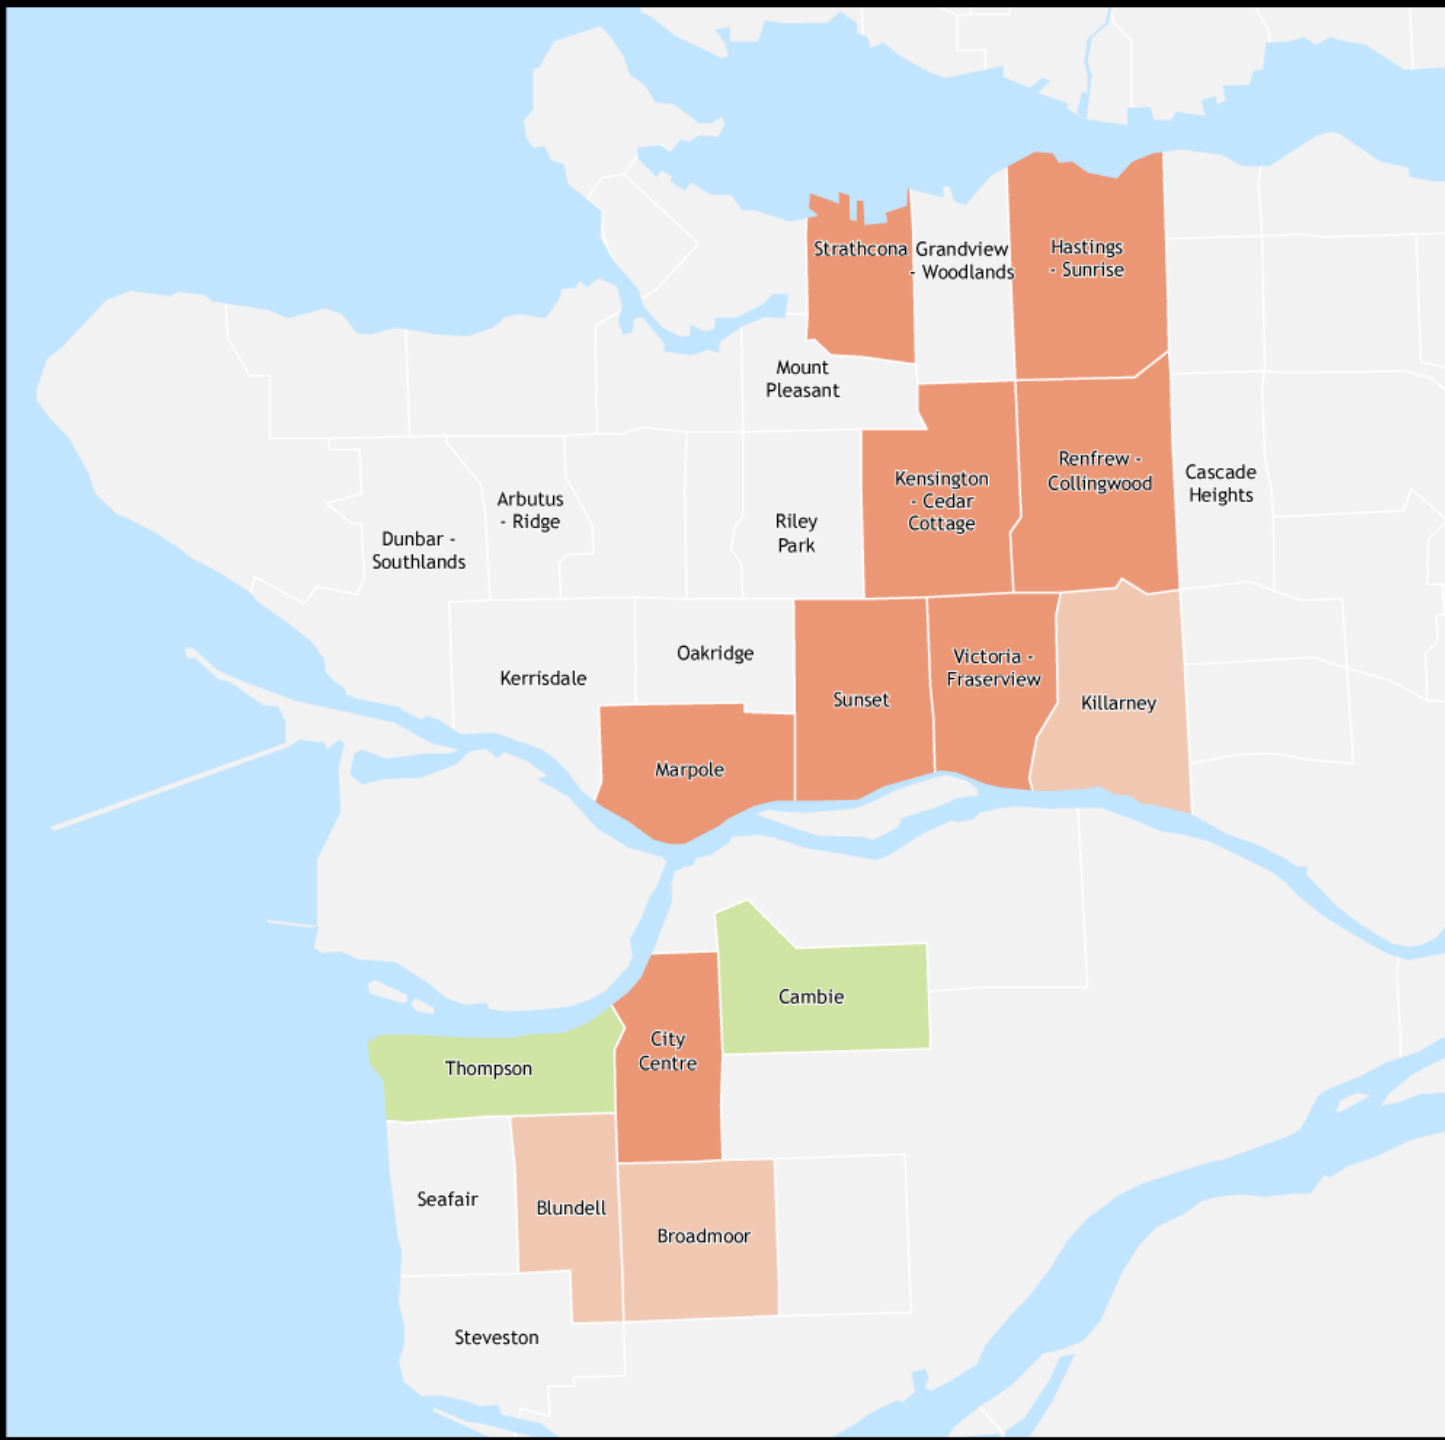 Strathcona
Grandview
- Woodlands
Hastings
- Sunrise
Mount
Pleasant
Arbutus
- Ridge
Dunbar -
Southlands
Riley
Park
Kensington
- Cedar
Cottage
Renfrew -
Collingwood
Cascade
Heights
Kerrisdale
Oakridge
Sunset
Victoria -
Fraserview
Killarney
Marpole
Cambie
City
Centre
Thompson
Seafair
Blundell
Broadmoor
Steveston